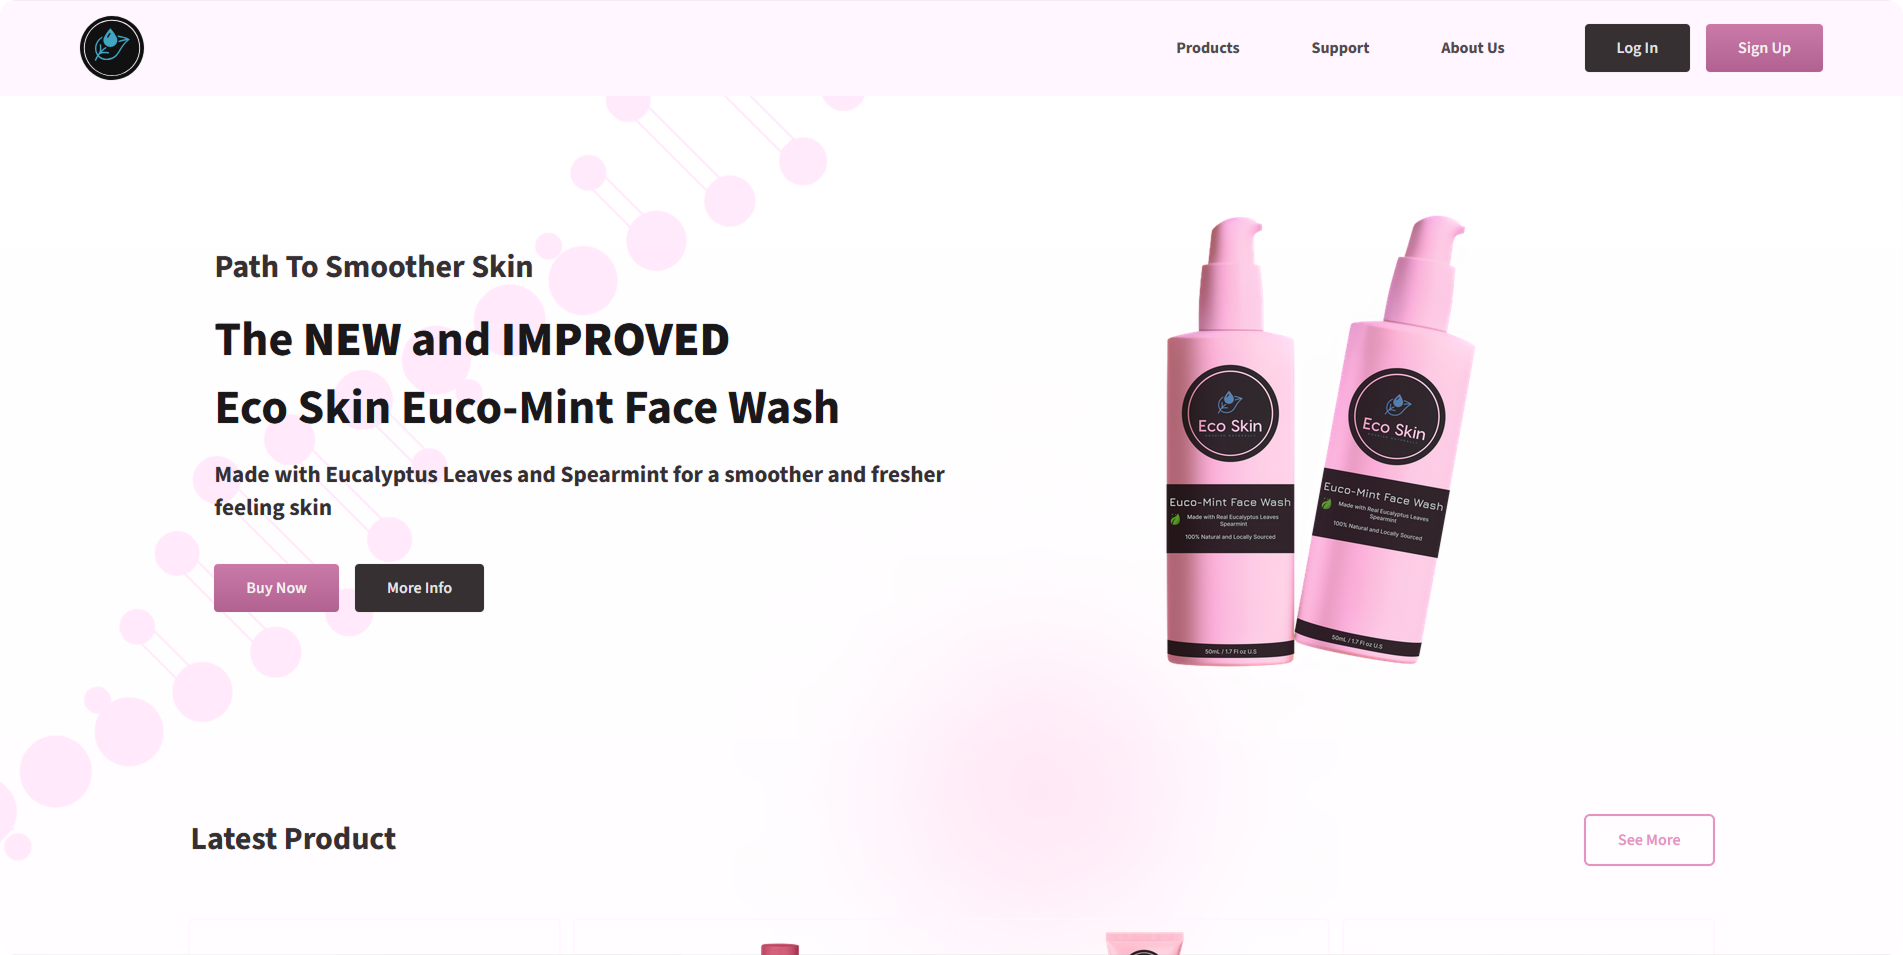 Products
Support
About Us
Log In
Sign Up
Path To Smoother Skin
The NEW and IMPROVED
Eco Skin Euco-Mint Face Wash
Made with Eucalyptus Leaves and Spearmint for a smoother and fresher
feeling skin
Buy Now
More Info
Eco Skin
Euco-Mint Face Wash
Made with Real Eucalyptus Leaves
Spearmint
100% Natural and Locally Sourced
50mL / 1.7 Fl oz U.S
Eco Skin
Euco-Mint Face Wash
Made with Real Eucalyptus Leaves
Spearmint
100% Natural and Locally Sourced
50mL / 1.7 Fl oz U.S
Latest Product
See More